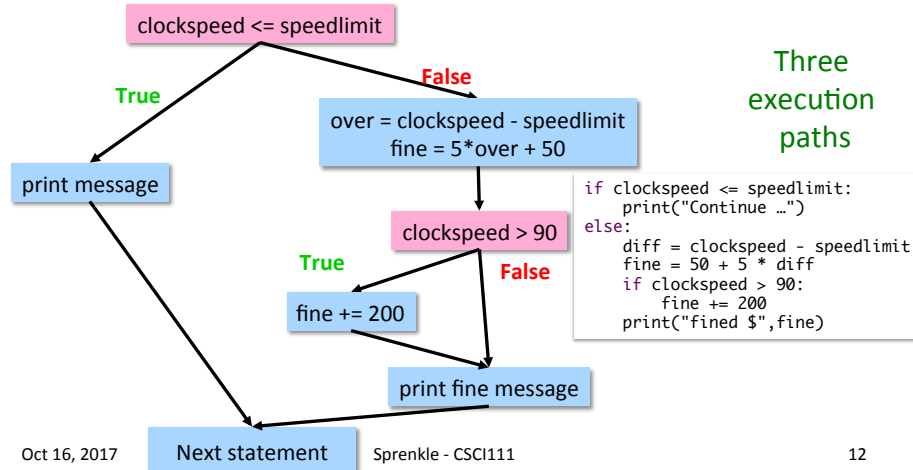 clockspeed <= speedlimit
True
False
Three
execution
paths
over = clockspeed - speedlimit
fine = 5*over + 50
print message
clockspeed > 90
True
False
fine += 200
print fine message
Next statement
if clockspeed <= speedlimit:
    print("Continue …")
else:
    diff = clockspeed - speedlimit
    fine = 50 + 5 * diff
    if clockspeed > 90:
        fine += 200
    print("fined $",fine)
Oct 16, 2017
Sprenkle - CSCI111
12